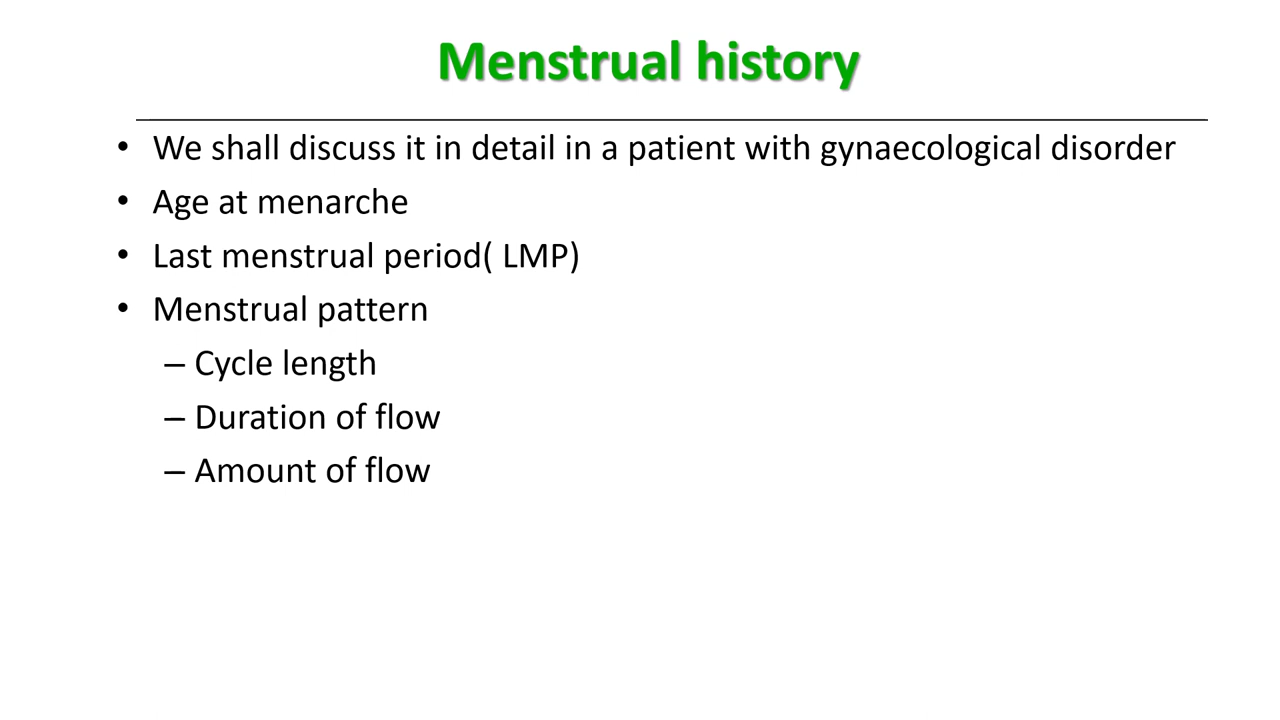 Menstrual history
• We shall discuss it in detail in a patient with gynaecological disorder
• Age at menarche
• Last menstrual period( LMP)
• Menstrual pattern
– Cycle length
– Duration of flow
– Amount of flow